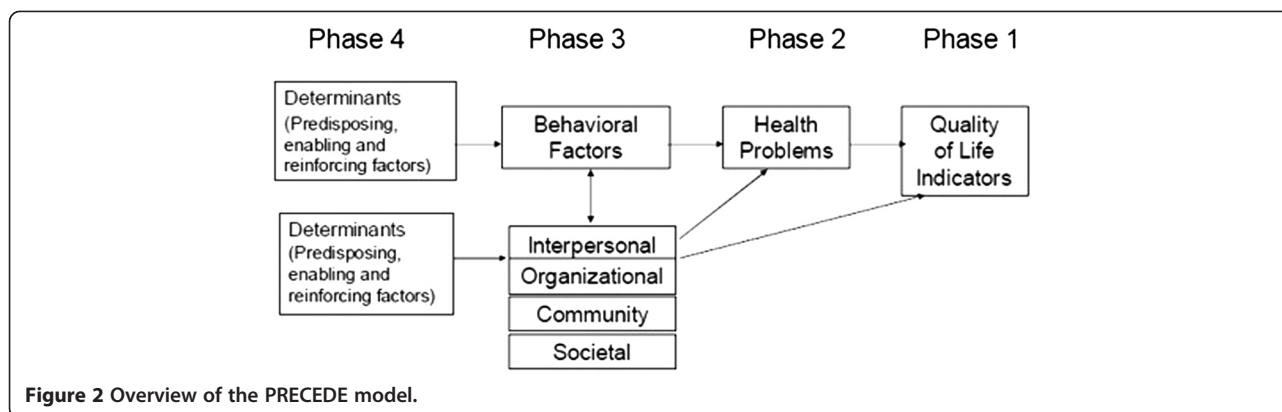 Phase 4 Phase 3 Phase 2 Phase 1
Determinants
(Predisposing,
enabling and
reinforcing factors)
Behavioral
Factors
Health
Problems
Quality
of Life
Indicators
Determinants
(Predisposing,
enabling and
reinforcing factors)
Interpersonal
Organizational
Community
Societal
Figure 2 Overview of the PRECEDE model.